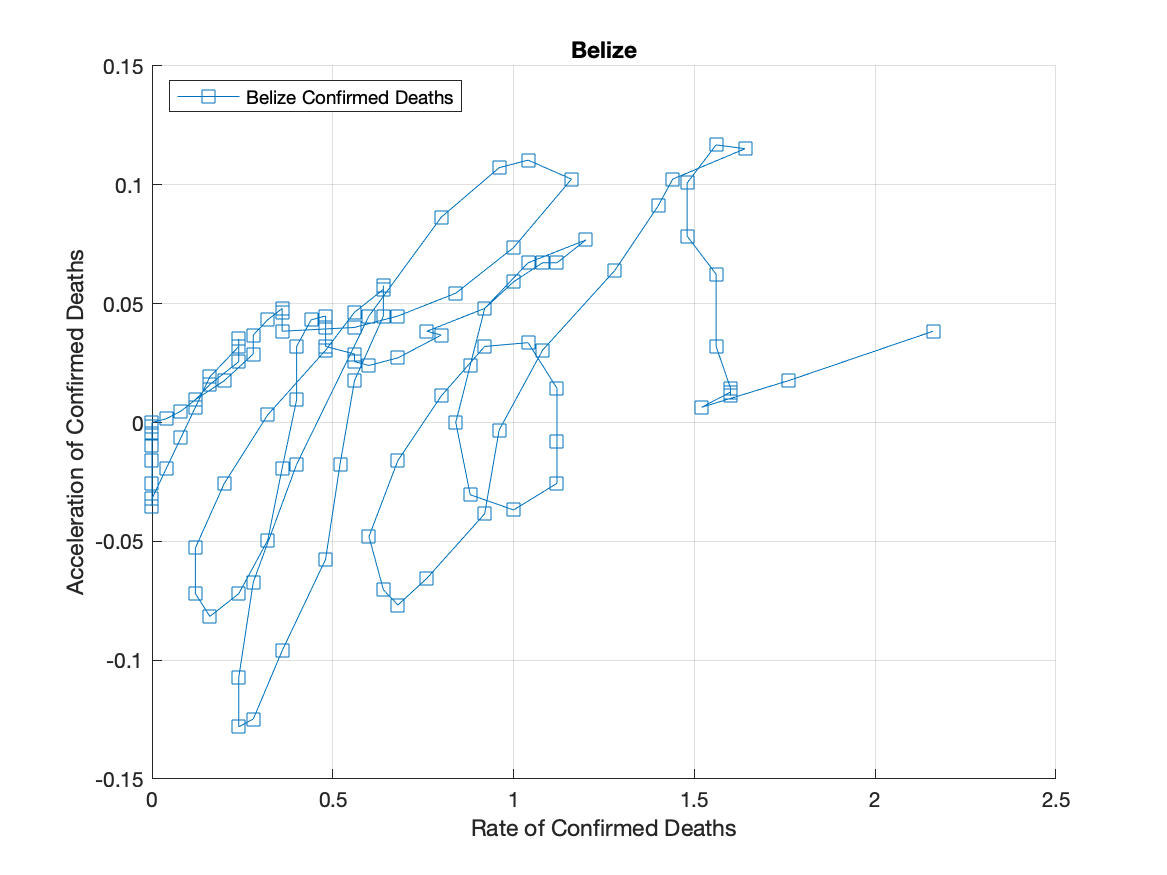 Belize
0.15
Belize Confirmed Deaths
0.1
0.05
0
-0.05
-0.1
-0.15
Acceleration of Confirmed Deaths
0 0.5 1 1.5 2 2.5
Rate of Confirmed Deaths